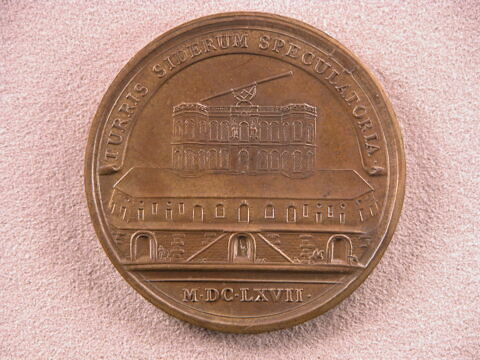 TURRIS SIDERUM SPECULATORIA
M·DC·LXVII·